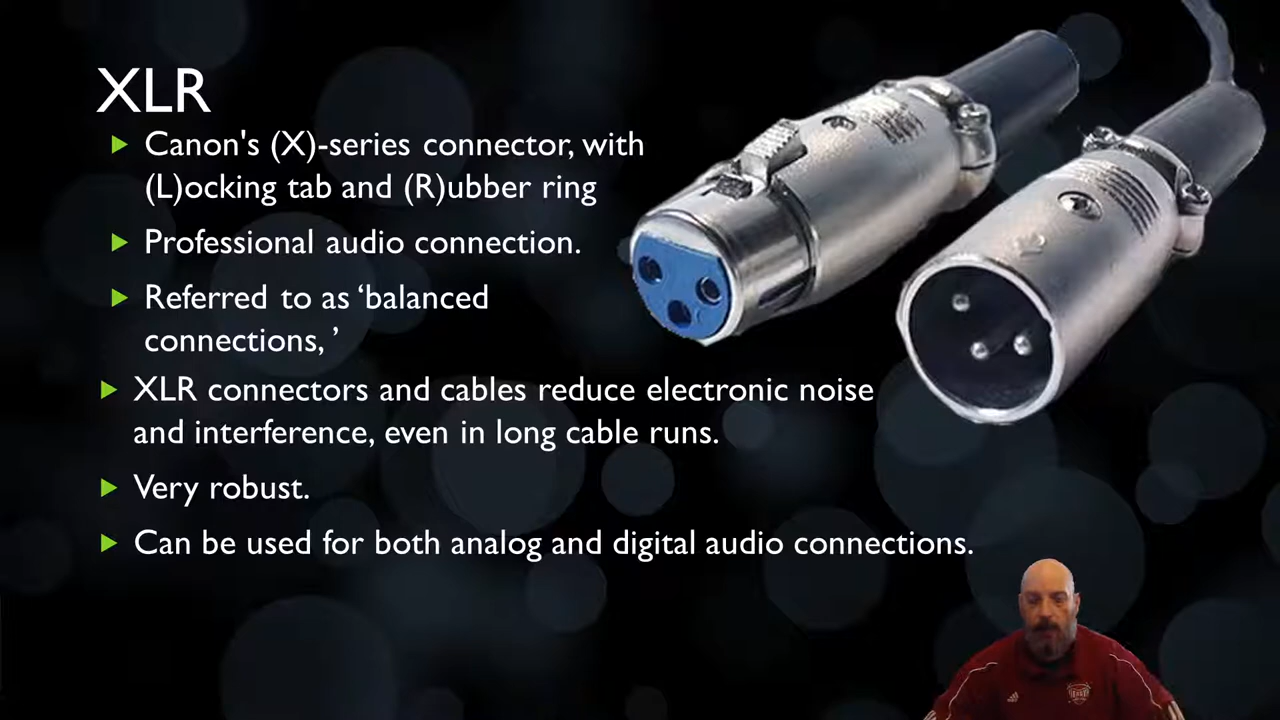 XLR
Canon's (X)-series connector, with
(L)ocking tab and (R)ubber ring
Professional audio connection.
Referred to as ‘balanced
connections, ’
XLR connectors and cables reduce electronic noise
and interference, even in long cable runs.
Very robust.
Can be used for both analog and digital audio connections.